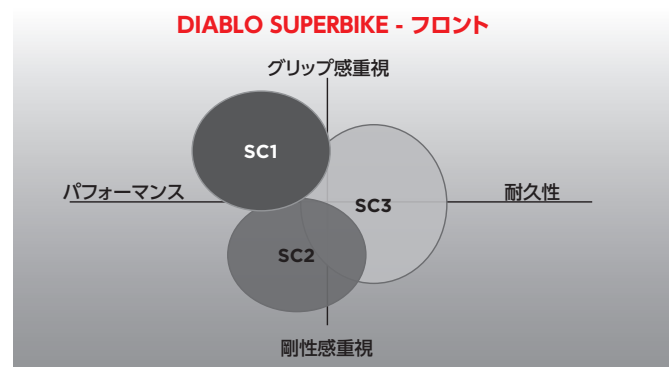 DIABLO SUPERBIKE - フロント
グリップ感重視
SC1
パフォーマンス
耐久性
SC3
SC2
剛性感重視